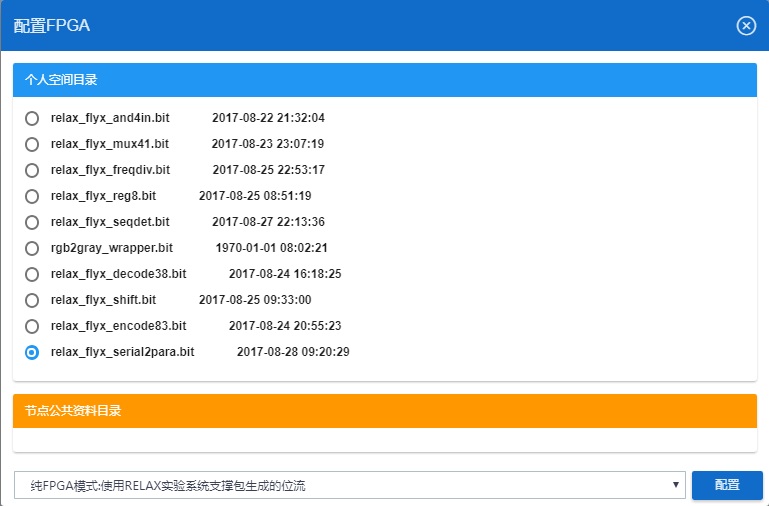 配置FPGA
个人空间目录
relax_flyx_and4in.bit 2017-08-22 21:32:04
relax_flyx_mux41.bit 2017-08-23 23:07:19
relax_flyx_freqdiv.bit 2017-08-25 22:53:17
relax_flyx_reg8.bit 2017-08-25 08:51:19
relax_flyx_seqdet.bit 2017-08-27 22:13:36
rgb2gray_wrapper.bit 1970-01-01 08:02:21
relax_flyx_decode38.bit 2017-08-24 16:18:25
relax_flyx_shift.bit 2017-08-25 09:33:00
relax_flyx_encode83.bit 2017-08-24 20:55:23
relax_flyx_serial2para.bit 2017-08-28 09:20:29
节点公共资料目录
纯FPGA模式:使用RELAX实验系统支撑包生成的位流 配置